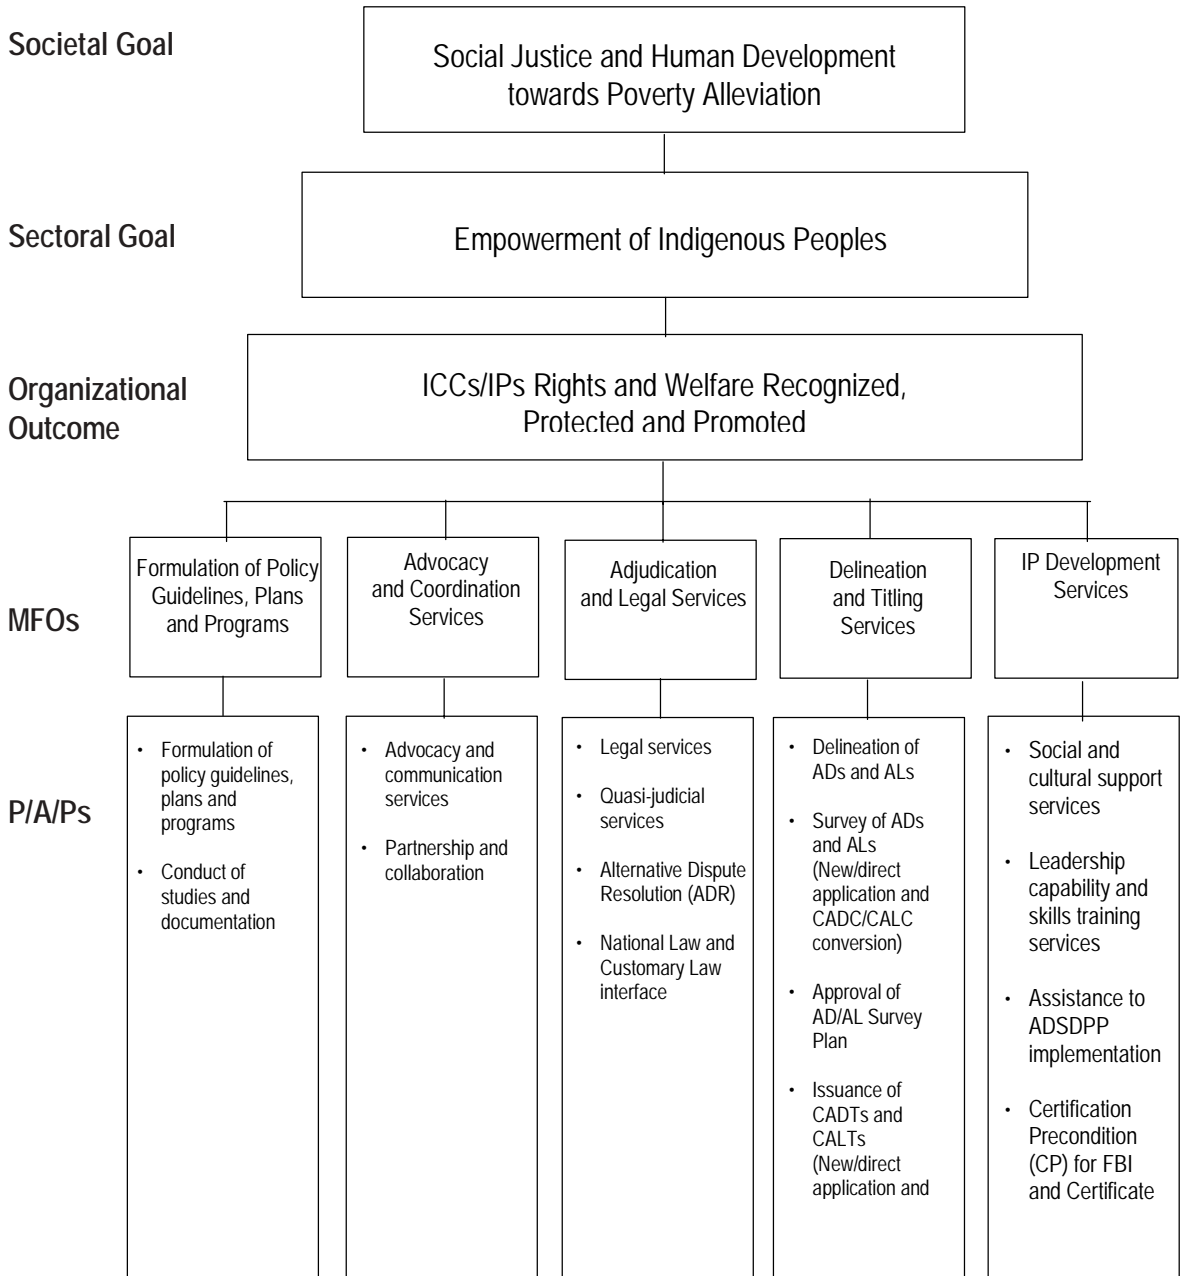 Societal Goal
Social Justice and Human Development
towards Poverty Alleviation
Sectoral Goal
Empowerment of Indigenous Peoples
Organizational
Outcome
ICCs/IPs Rights and Welfare Recognized,
Protected and Promoted
MFOs
Formulation of Policy
Guidelines, Plans
and Programs
Advocacy
and Coordination
Services
Adjudication
and Legal Services
Delineation
and Titling
Services
IP Development
Services
P/A/Ps
• Formulation of
policy guidelines,
plans and
programs
• Conduct of
studies and
documentation
• Advocacy and
communication
services
• Partnership and
collaboration
• Legal services
• Quasi-judicial
services
• Alternative Dispute
Resolution (ADR)
• National Law and
Customary Law
interface
• Delineation of
ADs and ALs
• Survey of ADs
and ALs
(New/direct
application and
CADC/CALC
conversion)
• Approval of
AD/AL Survey
Plan
• Issuance of
CADTs and
CALTs
(New/direct
application and
• Social and
cultural support
services
• Leadership
capability and
skills training
services
• Assistance to
ADSDPP
implementation
• Certification
Precondition
(CP) for FBI
and Certificate